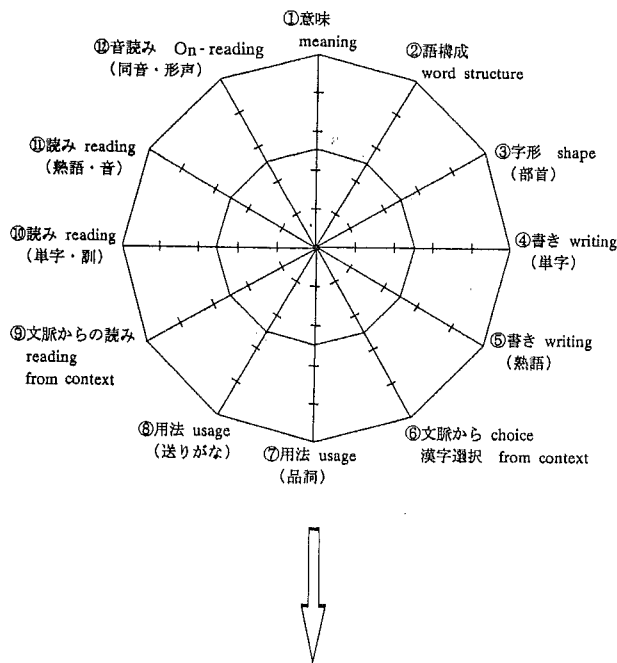 ①意味
meaning
②語構成
word structure
③字形 shape
（部首）
④書き writing
（単字）
⑤書き writing
（熟語）
⑥文脈から choice
漢字選択 from context
⑦用法 usage
（品詞）
⑧用法 usage
（送りがな）
⑨文脈からの読み
reading
from context
⑩読み reading
（単字・訓）
⑪読み reading
（熟語・音）
⑫音読み On-reading
（同音・形声）